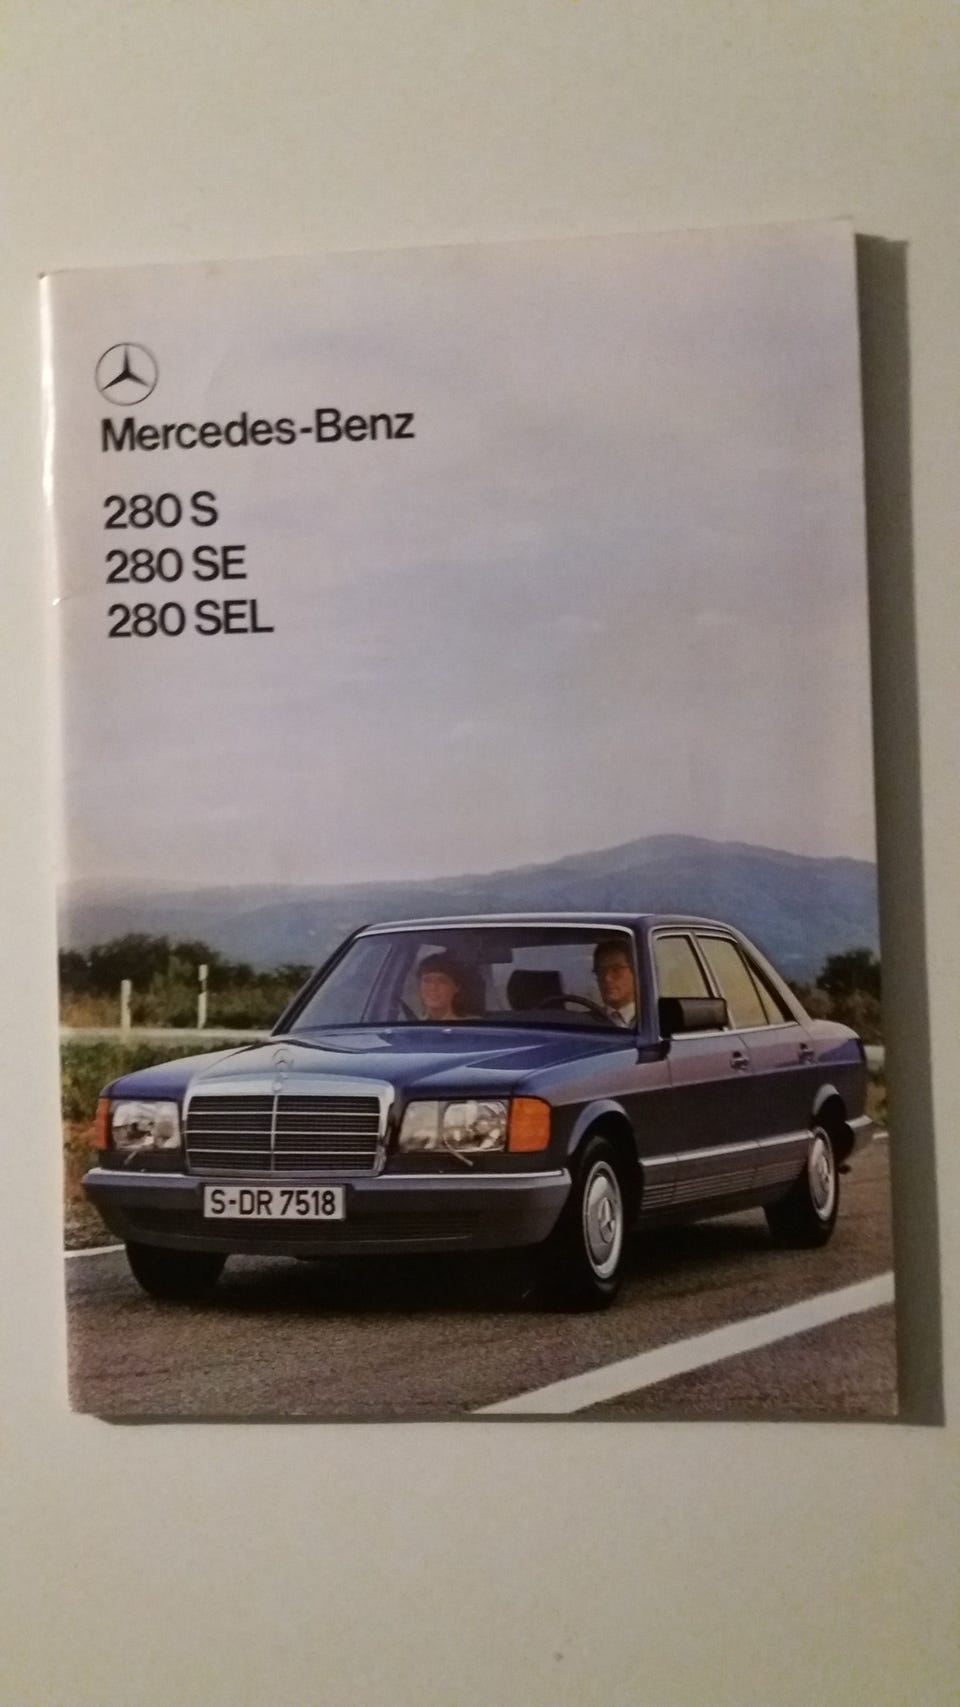 Mercedes-Benz
280 S
280 SE
280 SEL
S-DR 7518